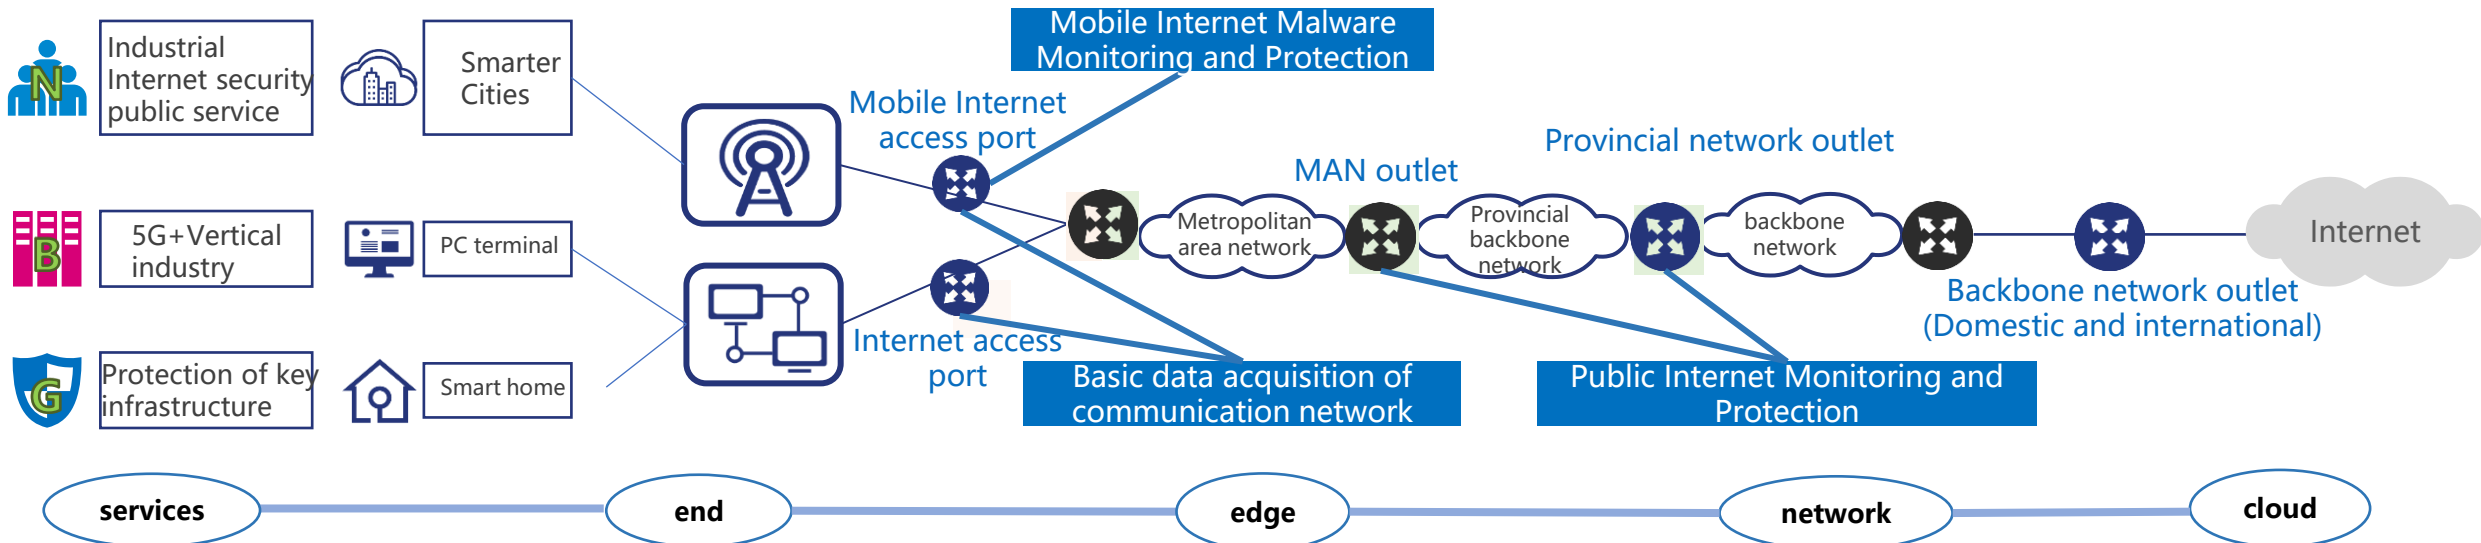 Industrial
Internet security
public service
N
Smarter
Cities
5G+Vertical
industry
B
PC terminal
Protection of key
infrastructure
G
Smart home
Mobile Internet
access port
Internet access
port
Mobile Internet Malware
Monitoring and Protection
Basic data acquisition of
communication network
Metropolitan
area network
MAN outlet
Provincial
backbone
network
Provincial network outlet
backbone
network
Public Internet Monitoring and
Protection
Backbone network outlet
(Domestic and international)
Internet
services
end
edge
network
cloud